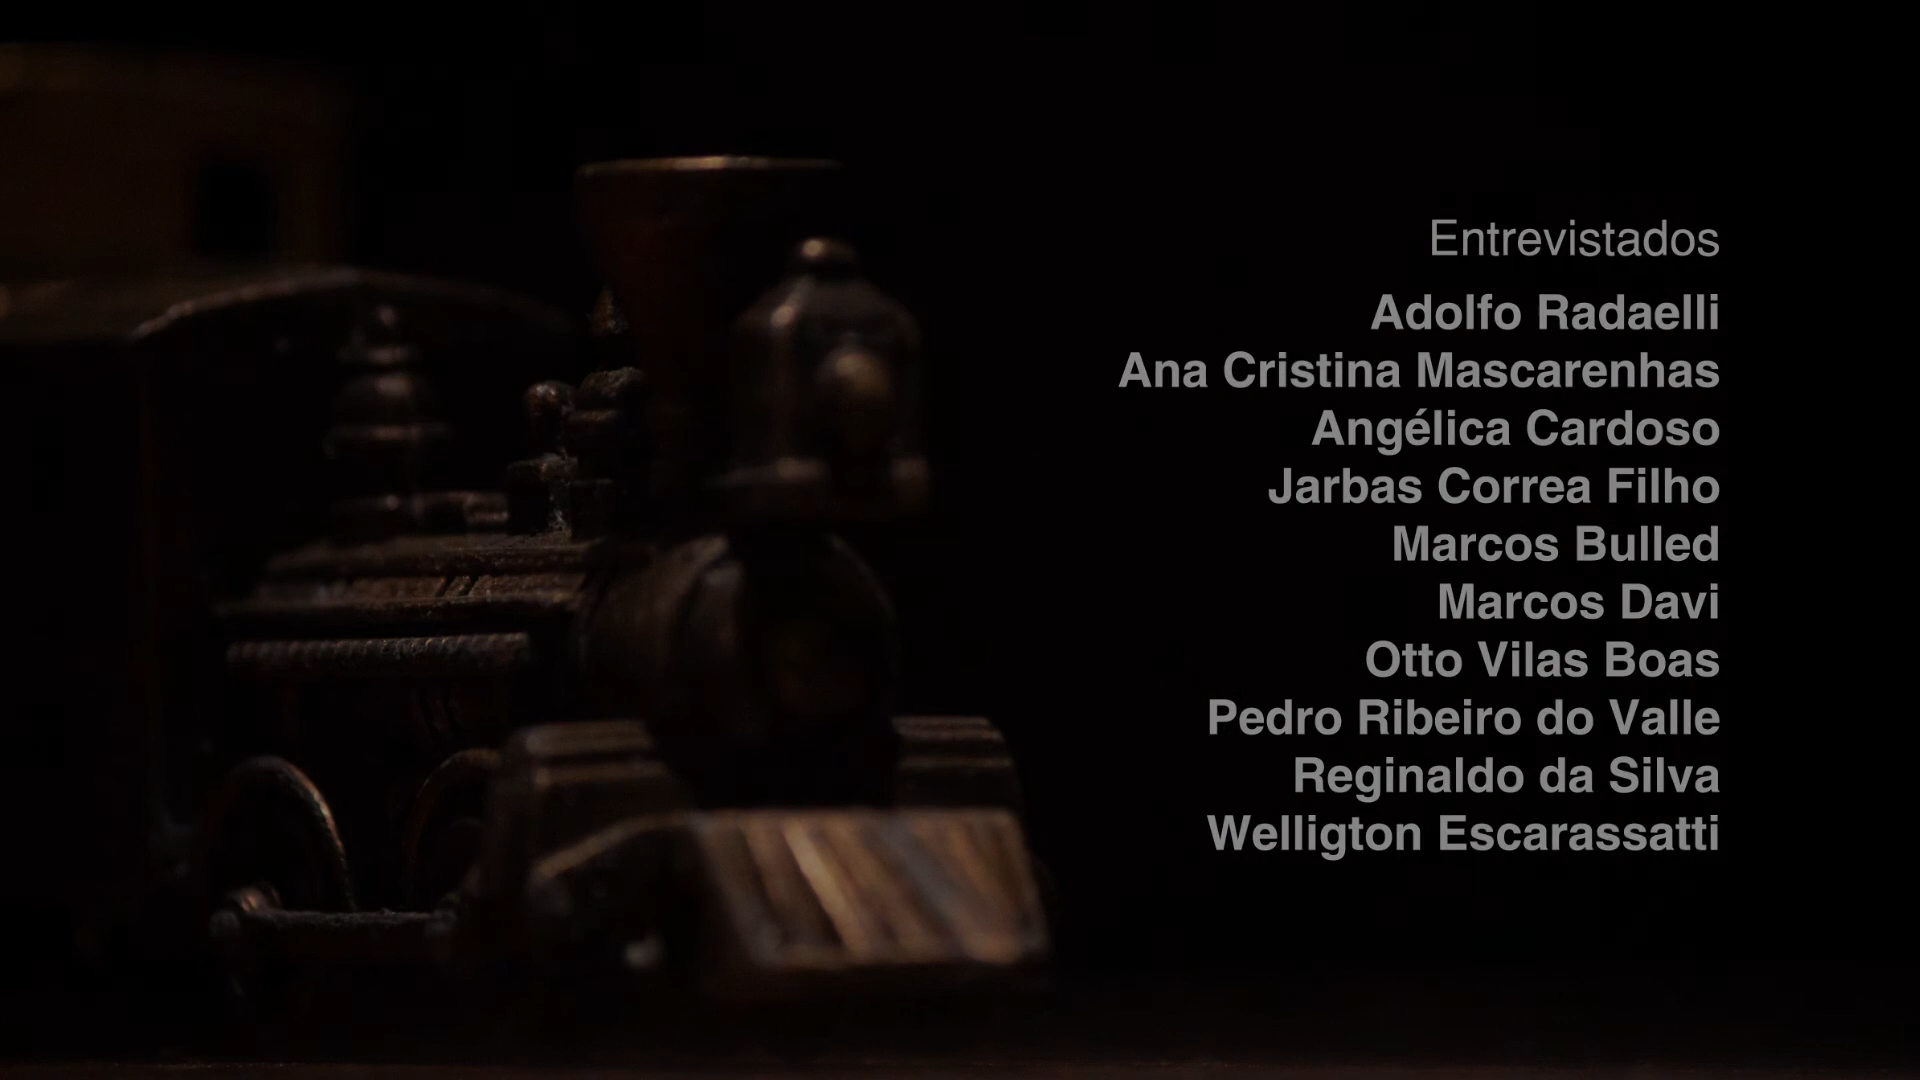 Entrevistados
Adolfo Radaelli
Ana Cristina Mascarenhas
Angélica Cardoso
Jarbas Correa Filho
Marcos Bulled
Marcos Davi
Otto Vilas Boas
Pedro Ribeiro do Valle
Reginaldo da Silva
Welligton Escarassatti